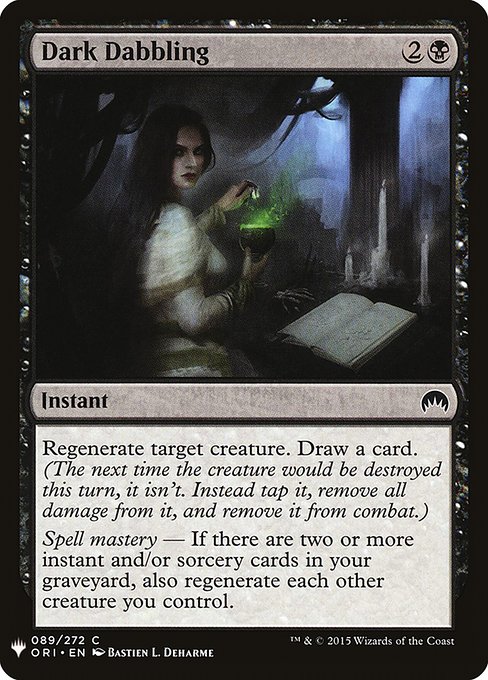 Dark Dabbling 2
Instant
Regenerate target creature. Draw a card.
(The next time the creature would be destroyed
this turn, it isn't. Instead tap it, remove all
damage from it, and remove it from combat.)
Spell mastery — If there are two or more
instant and/or sorcery cards in your
graveyard, also regenerate each other
creature you control.
089/272 C
ORI • EN Bastien L. Deharme
™ & © 2015 Wizards of the Coast